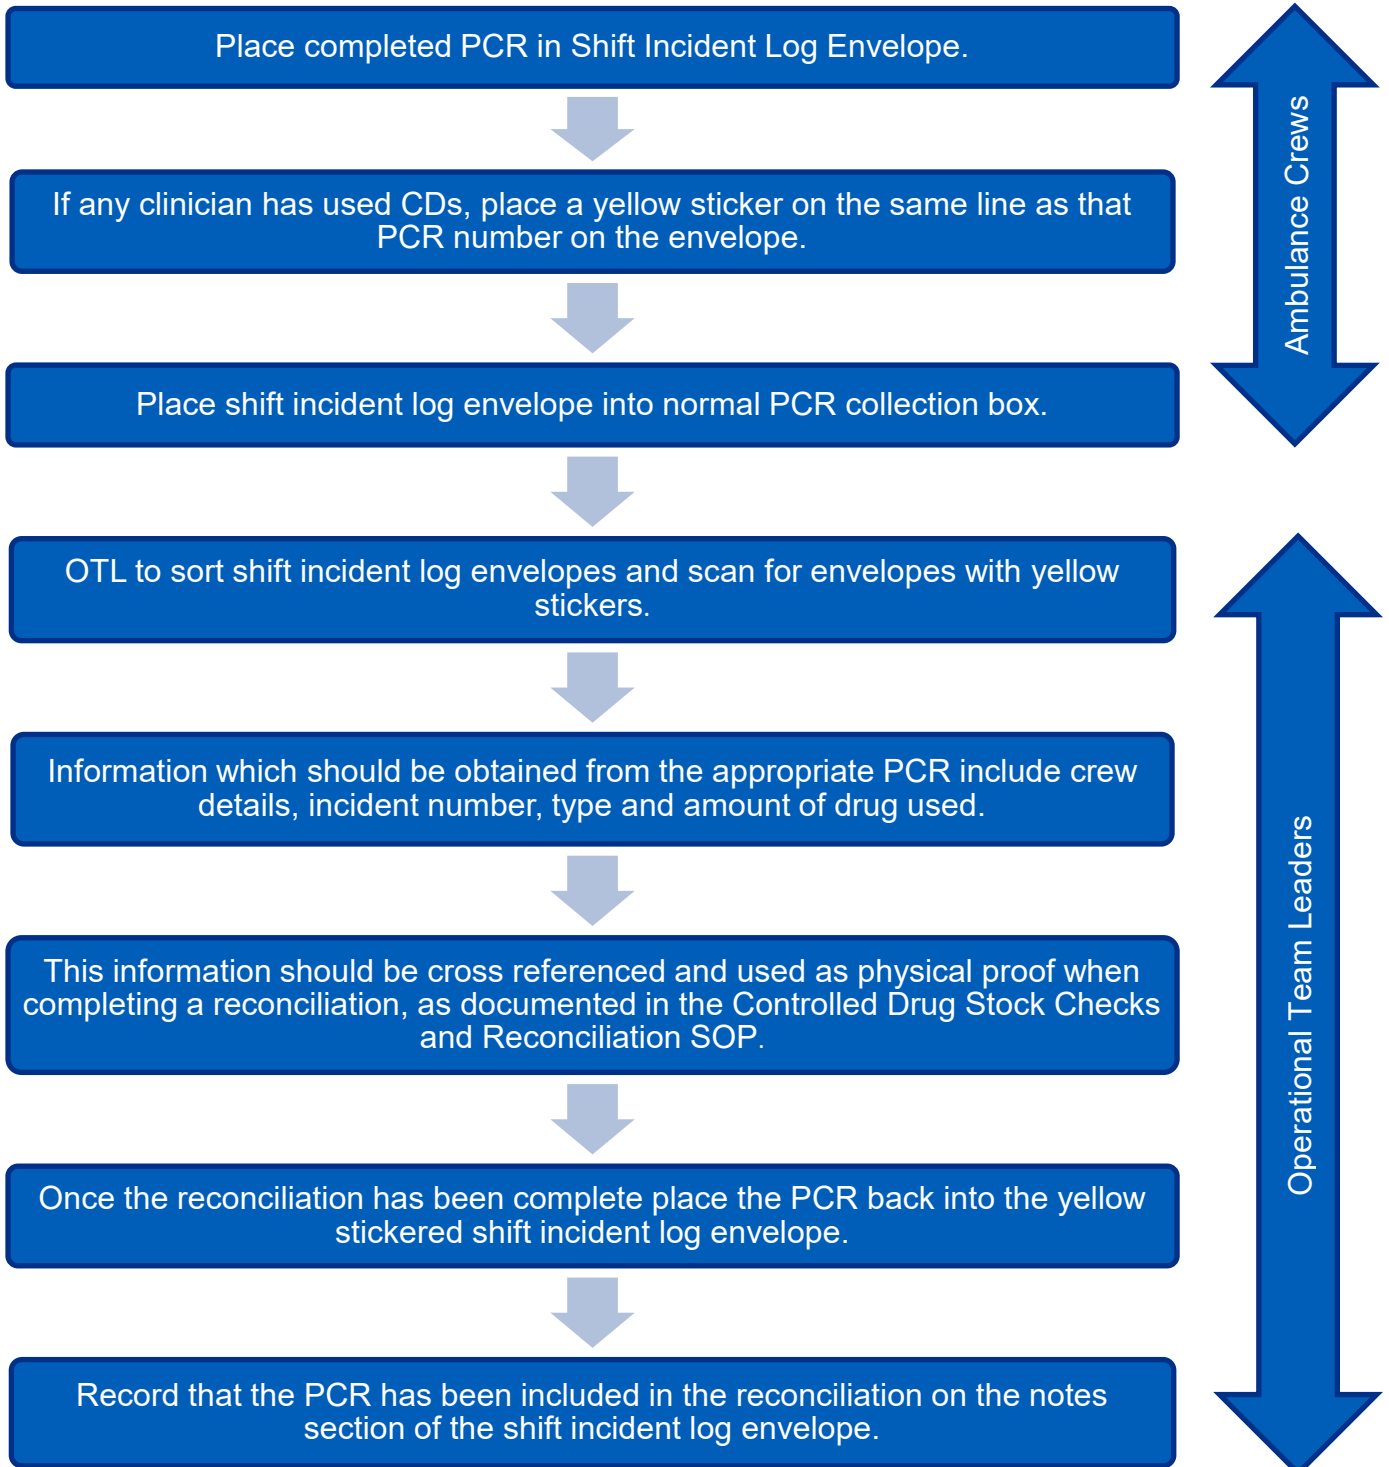 Place completed PCR in Shift Incident Log Envelope.
If any clinician has used CDs, place a yellow sticker on the same line as that
PCR number on the envelope.
Place shift incident log envelope into normal PCR collection box.
Ambulance Crews
OTL to sort shift incident log envelopes and scan for envelopes with yellow
stickers.
Information which should be obtained from the appropriate PCR include crew
details, incident number, type and amount of drug used.
This information should be cross referenced and used as physical proof when
completing a reconciliation, as documented in the Controlled Drug Stock Checks
and Reconciliation SOP.
Once the reconciliation has been complete place the PCR back into the yellow
stickered shift incident log envelope.
Record that the PCR has been included in the reconciliation on the notes
section of the shift incident log envelope.
Operational Team Leaders